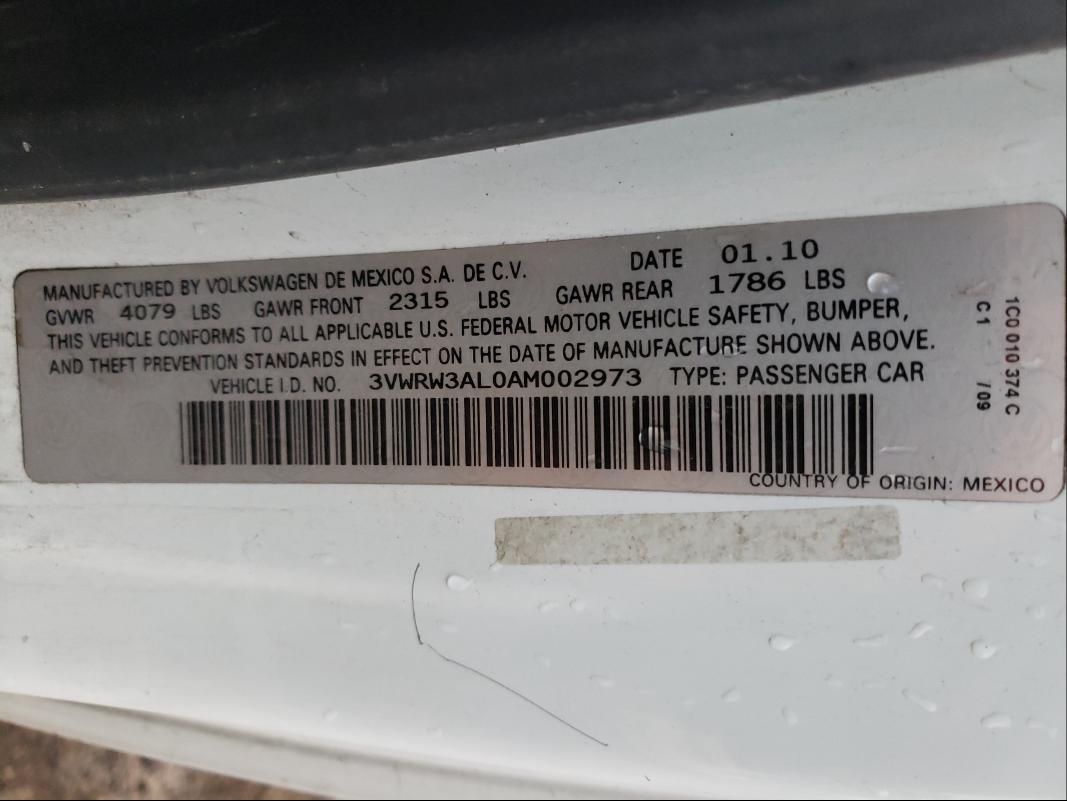 MANUFACTURED BY VOLKSWAGEN DE MEXICO S.A. DE C.V. DATE 01.10
GVWR 4079 LBS GAWR FRONT 2315 LBS GAWR REAR 1786 LBS
THIS VEHICLE CONFORMS TO ALL APPLICABLE U.S. FEDERAL MOTOR VEHICLE SAFETY, BUMPER,
AND THEFT PREVENTION STANDARDS IN EFFECT ON THE DATE OF MANUFACTURE SHOWN ABOVE.
VEHICLE I.D. NO. 3VWRW3AL0AM002973 TYPE: PASSENGER CAR
COUNTRY OF ORIGIN: MEXICO
1C0 010 374 C
C1 /09